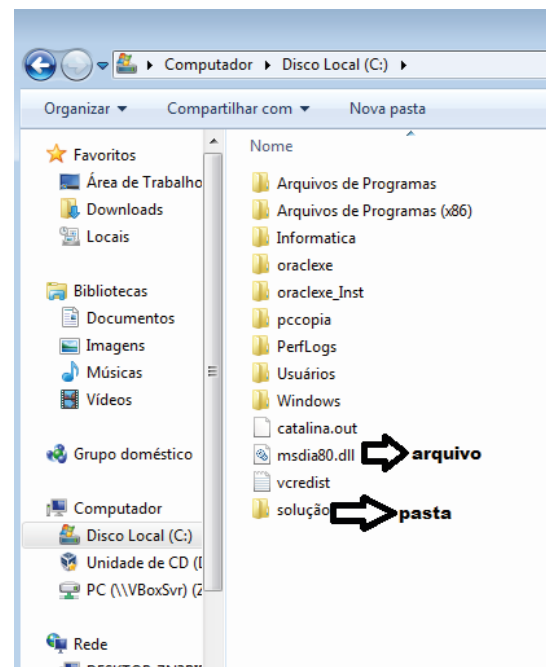 Computador Disco Local (C:)
Organizar Compartilhar com Nova pasta
Favoritos
Área de Trabalho
Downloads
Locais
Bibliotecas
Documentos
Imagens
Músicas
Vídeos
Grupo doméstico
Computador
Disco Local (C:)
Unidade de CD (
PC (\\VBoxSvr) (Z
Rede
Nome
Arquivos de Programas
Arquivos de Programas (x86)
Informatica
oraclexe
oraclexe_Inst
pccopia
PerfLogs
Usuários
Windows
catalina.out
msdia80.dll arquivo
vcredist
solução pasta